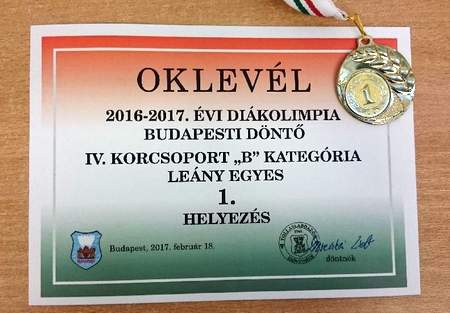 OKLEVÉL
2016-2017. ÉVI DIÁKOLIMPIA
BUDAPESTI DÖNTŐ
IV. KORCSOPORT „B” KATEGÓRIA
LEÁNY EGYES
1.
HELYEZÉS
Budapest, 2017. február 18.
döntnök
1